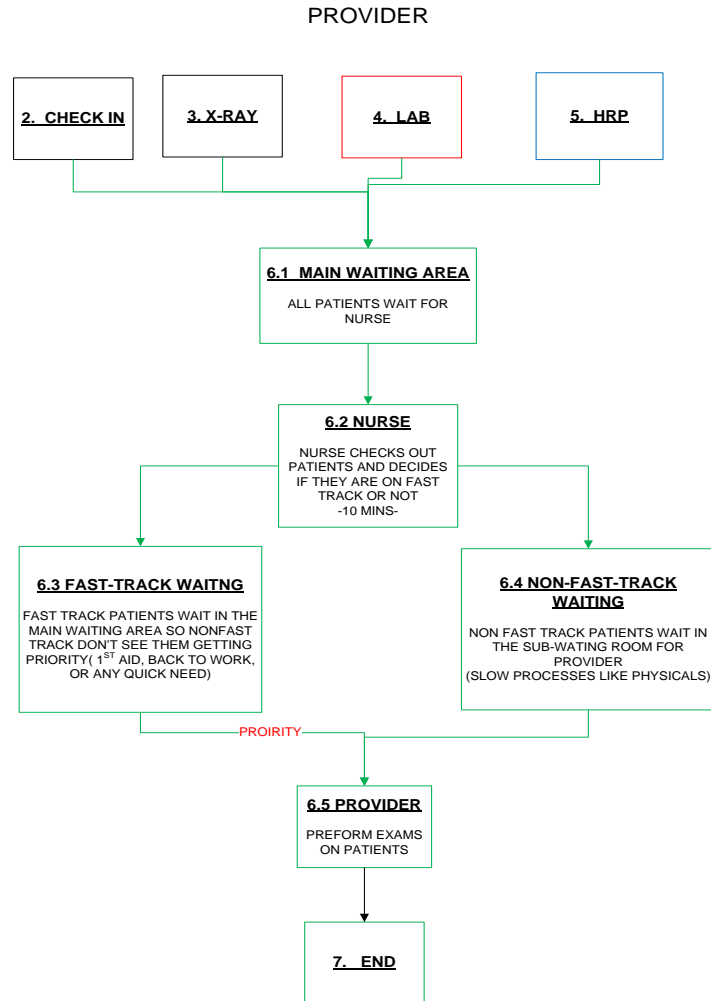 PROVIDER
2. CHECK IN
3. X-RAY
4. LAB
5. HRP
6.1 MAIN WAITING AREA
ALL PATIENTS WAIT FOR
NURSE
6.2 NURSE
NURSE CHECKS OUT
PATIENTS AND DECIDES
IF THEY ARE ON FAST
TRACK OR NOT
-10 MINS-
6.3 FAST-TRACK WAITNG
FAST TRACK PATIENTS WAIT IN THE
MAIN WAITING AREA SO NONFAST
TRACK DON'T SEE THEM GETTING
PRIORITY( 1ST AID, BACK TO WORK,
OR ANY QUICK NEED)
6.4 NON-FAST-TRACK
WAITING
NON FAST TRACK PATIENTS WAIT IN
THE SUB-WATING ROOM FOR
PROVIDER
(SLOW PROCESSES LIKE PHYSICALS)
PROIRITY
6.5 PROVIDER
PREFORM EXAMS
ON PATIENTS
7. END